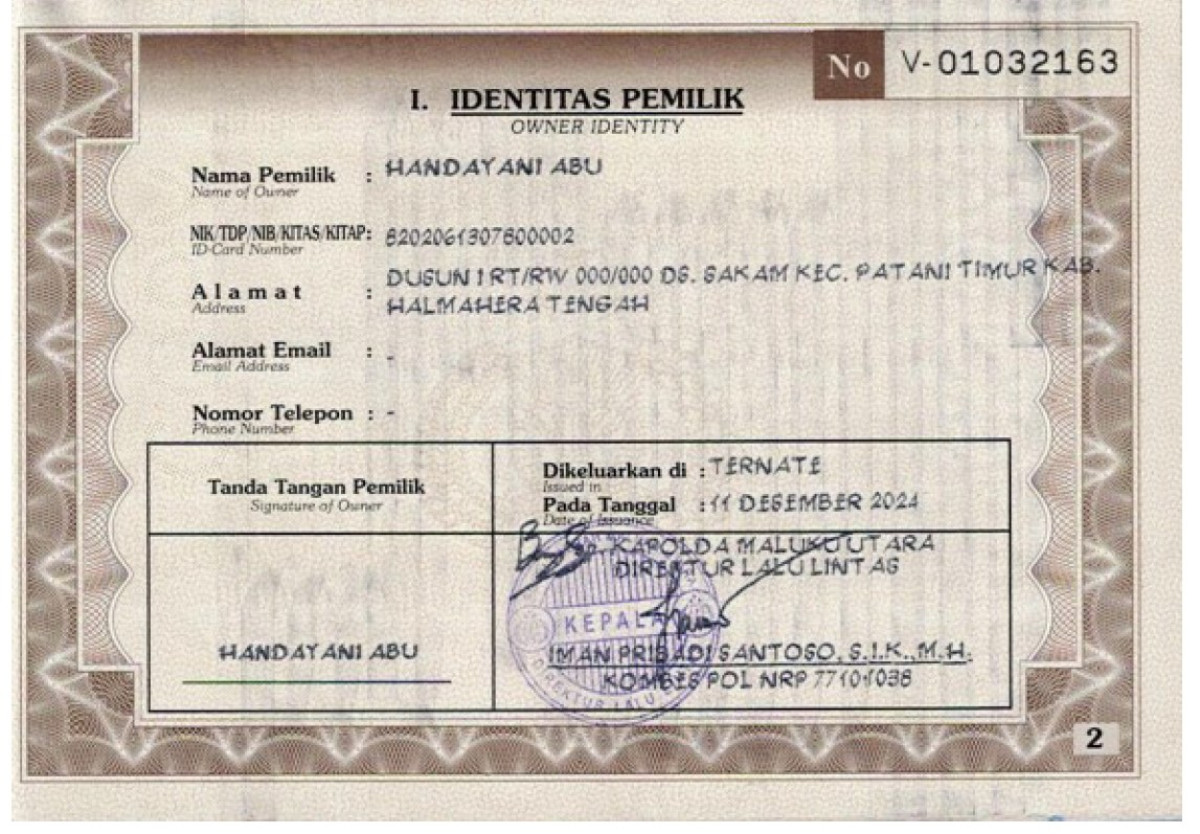 No V-01032163
I. IDENTITAS PEMILIK
OWNER IDENTITY
Nama Pemilik : HANDAYANI ABU
Name of Owner
NIK/TDP/NIB/KITAS/KITAP: 8202061307800002
ID-Card Number
DUSUN 1 RT/RW 000/000 DS. SAKAM KEC. PATANI TIMUR KAB.
Alamat :
Address
HALMAHERA TENGAH
Alamat Email : -
Email Address
Nomor Telepon : -
Phone Number
Tanda Tangan Pemilik
Signature of Owner
Dikeluarkan di : TERNATE
Issued in
Pada Tanggal : 11 DESEMBER 2024
Date of Issuance
KAPOLDA MALUKU UTARA
DIREKTUR LALU LINTAS
KEPALA
HANDAYANI ABU
IMAN PRIBADI SANTOSO, S.I.K., M.H.
KOMBES POL NRP 77101038
DIREKTUR LALU
2